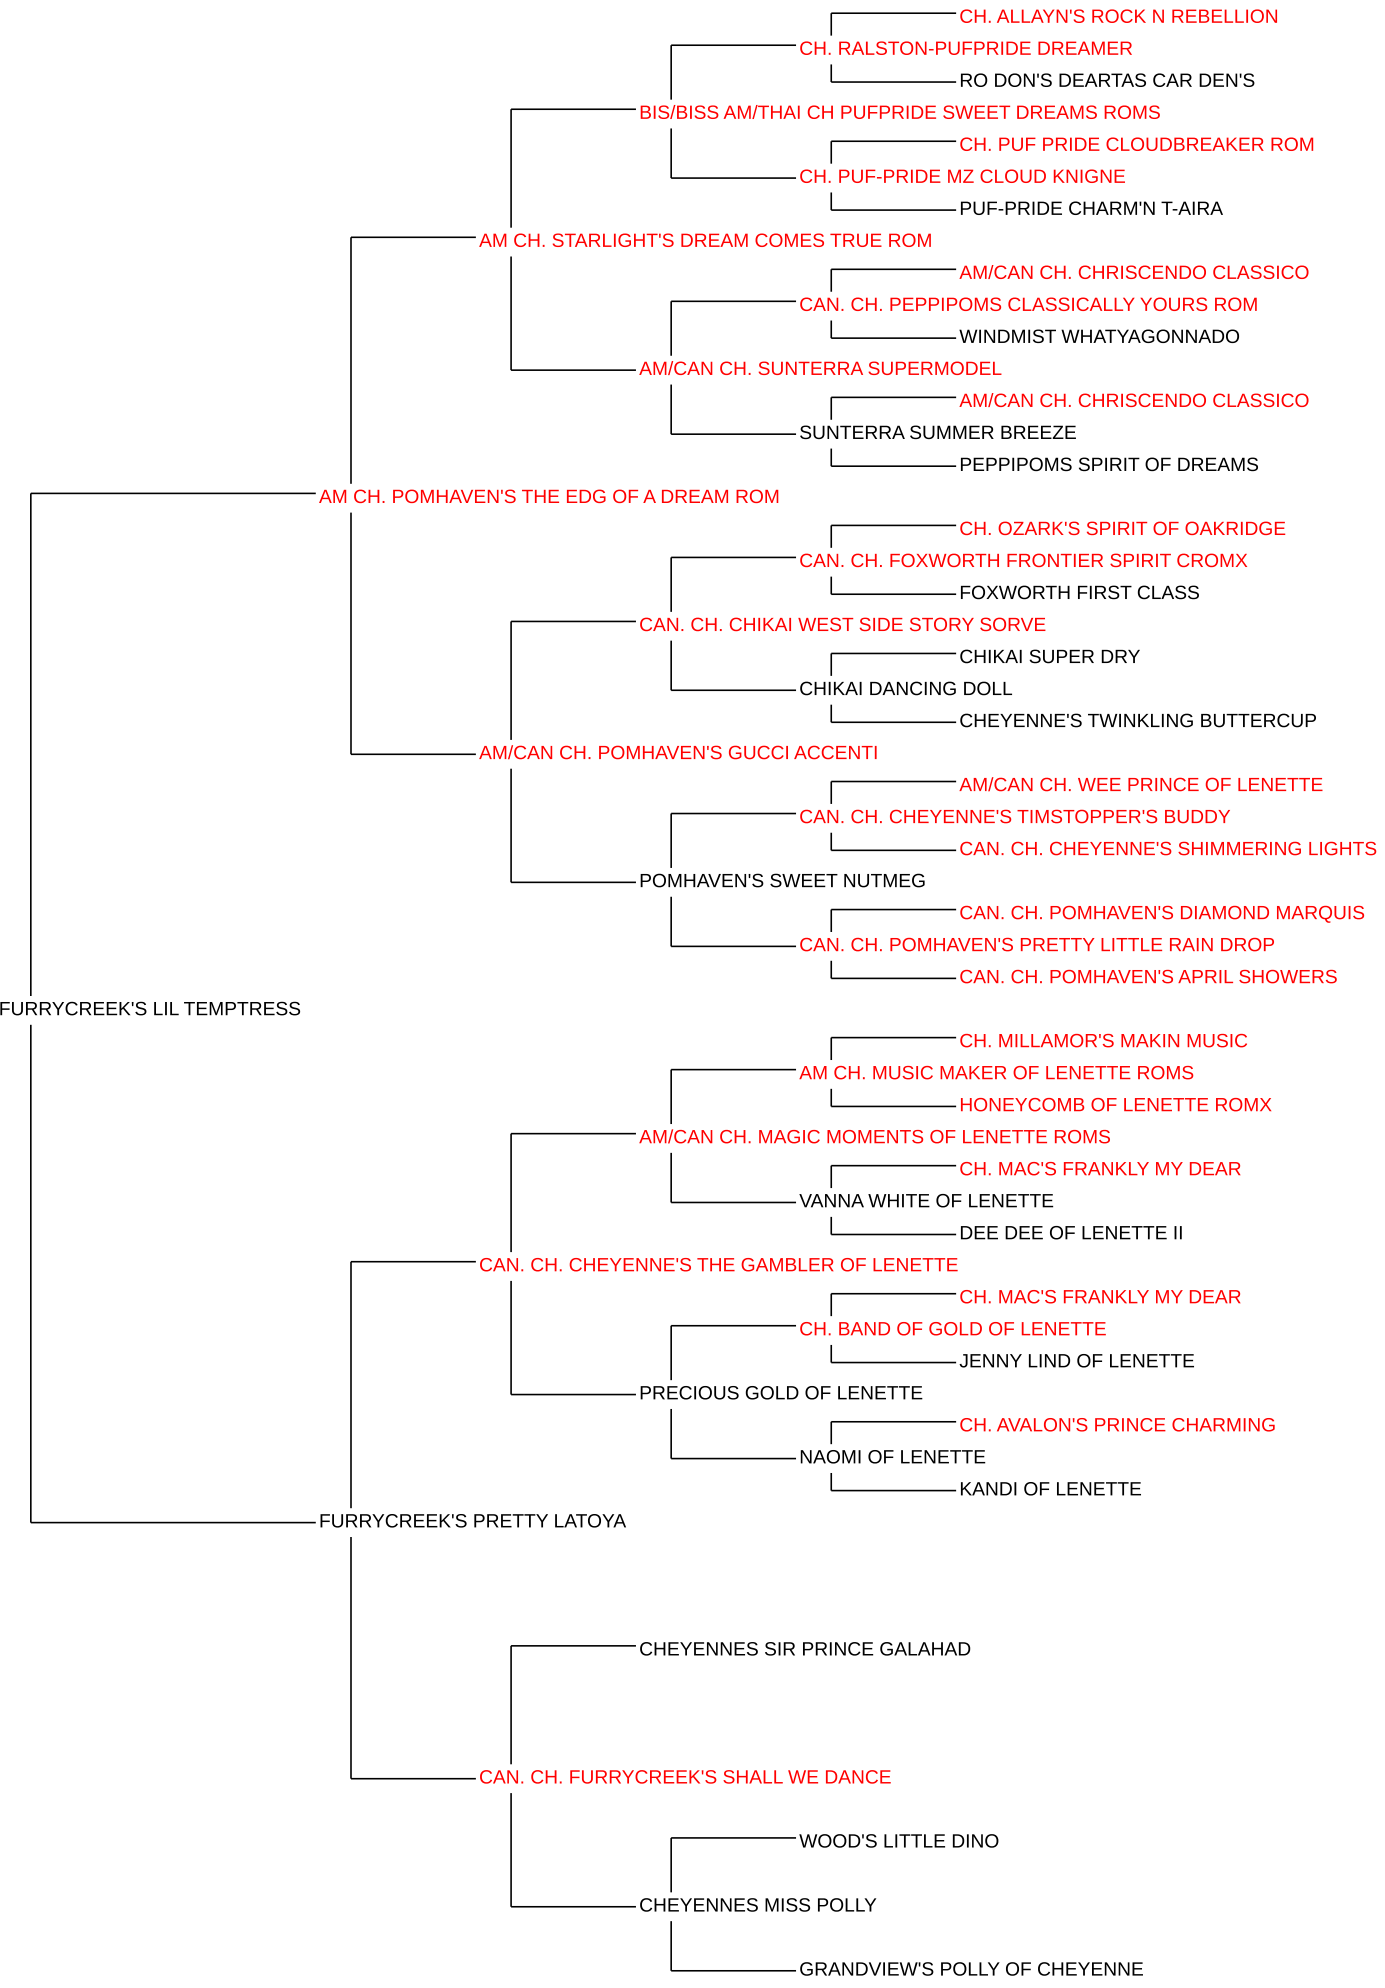 CH. ALLAYN'S ROCK N REBELLION
CH. RALSTON-PUFPRIDE DREAMER
RO DON'S DEARTAS CAR DEN'S
BIS/BISS AM/THAI CH PUFPRIDE SWEET DREAMS ROMS
CH. PUF PRIDE CLOUDBREAKER ROM
CH. PUF-PRIDE MZ CLOUD KNIGNE
PUF-PRIDE CHARM'N T-AIRA
AM CH. STARLIGHT'S DREAM COMES TRUE ROM
AM/CAN CH. CHRISCENDO CLASSICO
CAN. CH. PEPPIPOMS CLASSICALLY YOURS ROM
WINDMIST WHATYAGONNADO
AM/CAN CH. SUNTERRA SUPERMODEL
AM/CAN CH. CHRISCENDO CLASSICO
SUNTERRA SUMMER BREEZE
PEPPIPOMS SPIRIT OF DREAMS
AM CH. POMHAVEN'S THE EDG OF A DREAM ROM
CH. OZARK'S SPIRIT OF OAKRIDGE
CAN. CH. FOXWORTH FRONTIER SPIRIT CROMX
FOXWORTH FIRST CLASS
CAN. CH. CHIKAI WEST SIDE STORY SORVE
CHIKAI SUPER DRY
CHIKAI DANCING DOLL
CHEYENNE'S TWINKLING BUTTERCUP
AM/CAN CH. POMHAVEN'S GUCCI ACCENTI
AM/CAN CH. WEE PRINCE OF LENETTE
CAN. CH. CHEYENNE'S TIMSTOPPER'S BUDDY
CAN. CH. CHEYENNE'S SHIMMERING LIGHTS
POMHAVEN'S SWEET NUTMEG
CAN. CH. POMHAVEN'S DIAMOND MARQUIS
CAN. CH. POMHAVEN'S PRETTY LITTLE RAIN DROP
CAN. CH. POMHAVEN'S APRIL SHOWERS
FURRYCREEK'S LIL TEMPTRESS
CH. MILLAMOR'S MAKIN MUSIC
AM CH. MUSIC MAKER OF LENETTE ROMS
HONEYCOMB OF LENETTE ROMX
AM/CAN CH. MAGIC MOMENTS OF LENETTE ROMS
CH. MAC'S FRANKLY MY DEAR
VANNA WHITE OF LENETTE
DEE DEE OF LENETTE II
CAN. CH. CHEYENNE'S THE GAMBLER OF LENETTE
CH. MAC'S FRANKLY MY DEAR
CH. BAND OF GOLD OF LENETTE
JENNY LIND OF LENETTE
PRECIOUS GOLD OF LENETTE
CH. AVALON'S PRINCE CHARMING
NAOMI OF LENETTE
KANDI OF LENETTE
FURRYCREEK'S PRETTY LATOYA
CHEYENNES SIR PRINCE GALAHAD
CAN. CH. FURRYCREEK'S SHALL WE DANCE
WOOD'S LITTLE DINO
CHEYENNES MISS POLLY
GRANDVIEW'S POLLY OF CHEYENNE